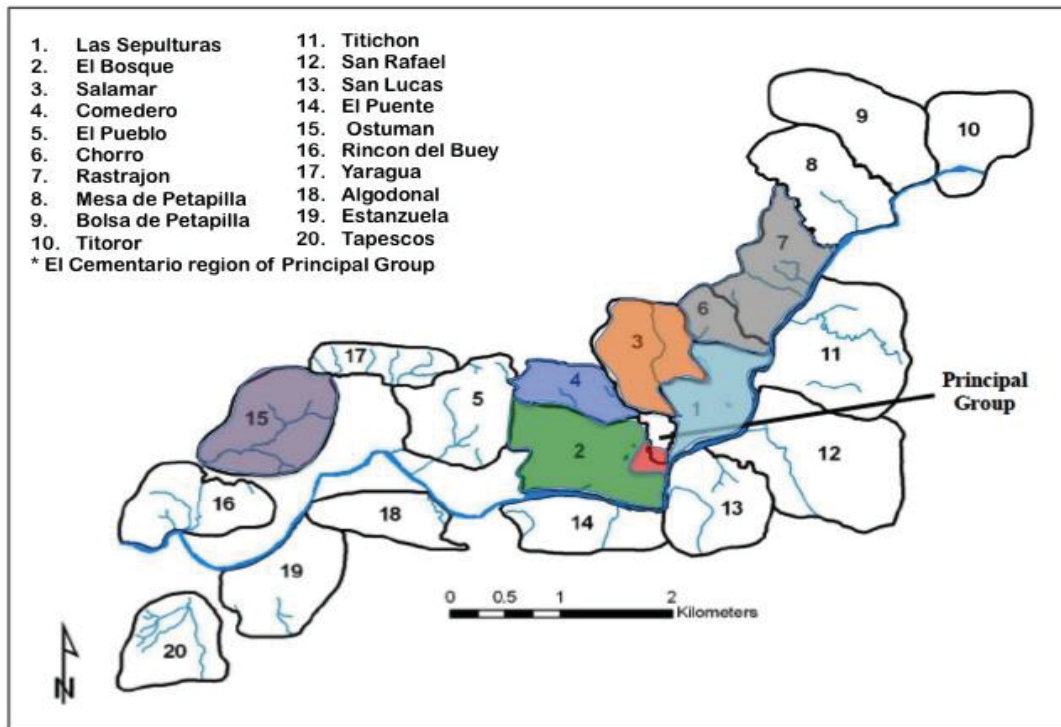 1. Las Sepulturas
2. El Bosque
3. Salamar
4. Comedero
5. El Pueblo
6. Chorro
7. Rastrajon
8. Mesa de Petapilla
9. Bolsa de Petapilla
10. Titoror
* El Cementario region of Principal Group
11. Titichon
12. San Rafael
13. San Lucas
14. El Puente
15. Ostuman
16. Rincon del Buey
17. Yaragua
18. Algodonal
19. Estanzuela
20. Tapescos
9
10
8
7
6
3
11
17
4
5
Principal
Group
15
1
2
12
16
18
14
13
19
20
0 0.5 1 2
Kilometers
N